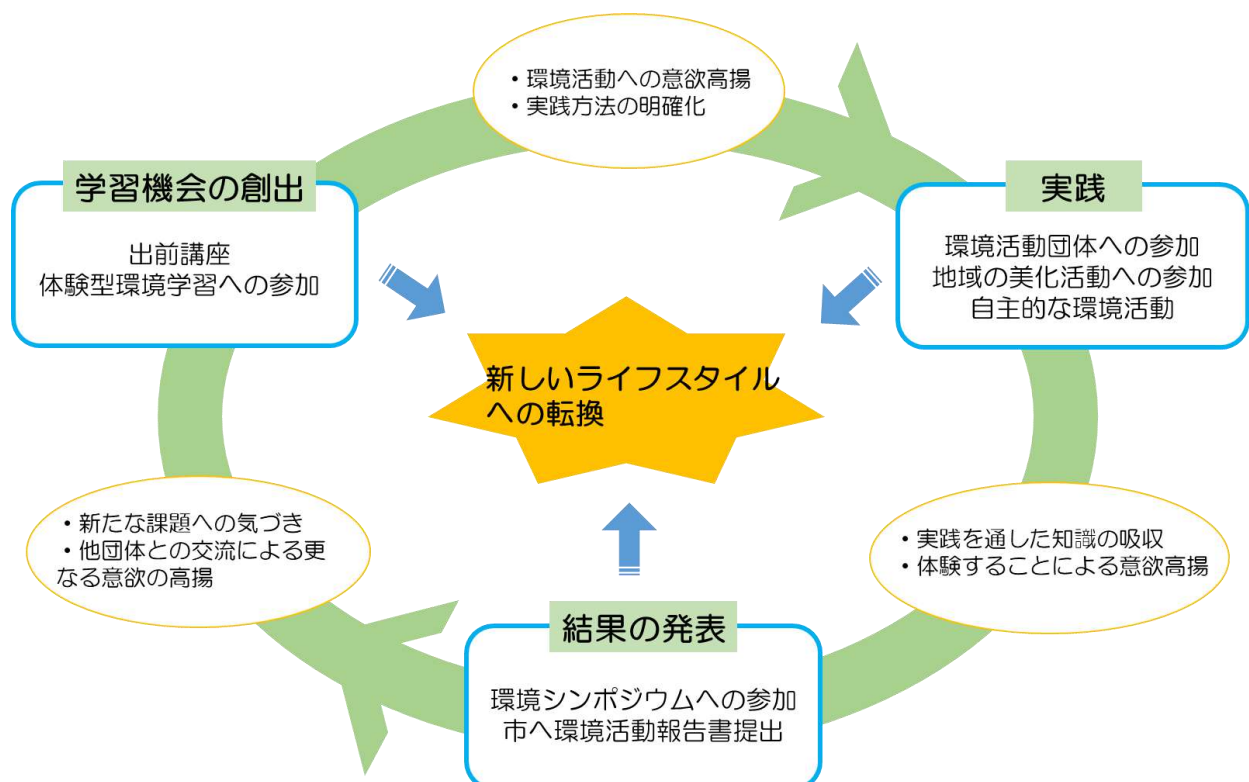 ・環境活動への意欲高揚
・実践方法の明確化
学習機会の創出
出前講座
体験型環境学習への参加
実践
環境活動団体への参加
地域の美化活動への参加
自主的な環境活動
新しいライフスタイル
への転換
・新たな課題への気づき
・他団体との交流による更
なる意欲の高揚
・実践を通した知識の吸収
・体験することによる意欲高揚
結果の発表
環境シンポジウムへの参加
市へ環境活動報告書提出